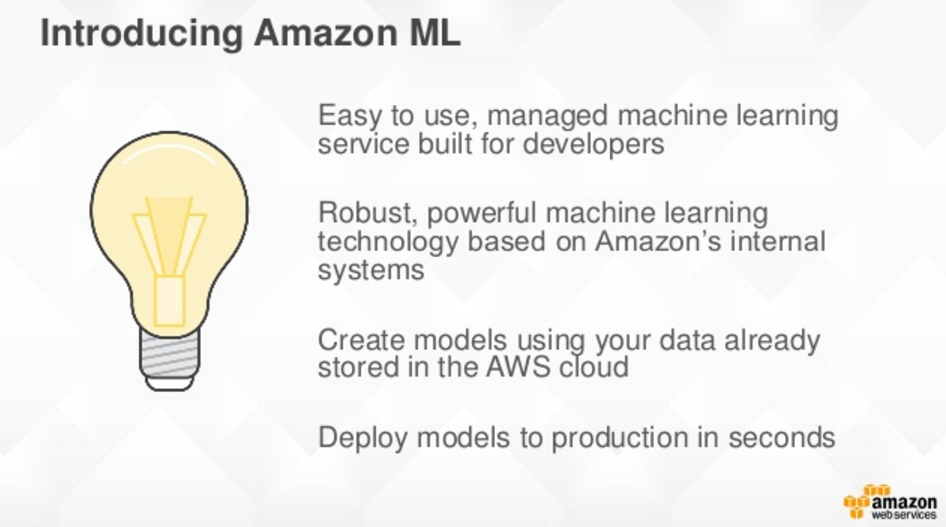 Introducing Amazon ML
Easy to use, managed machine learning
service built for developers
Robust, powerful machine learning
technology based on Amazon's internal
systems
Create models using your data already
stored in the AWS cloud
Deploy models to production in seconds
amazon
web services